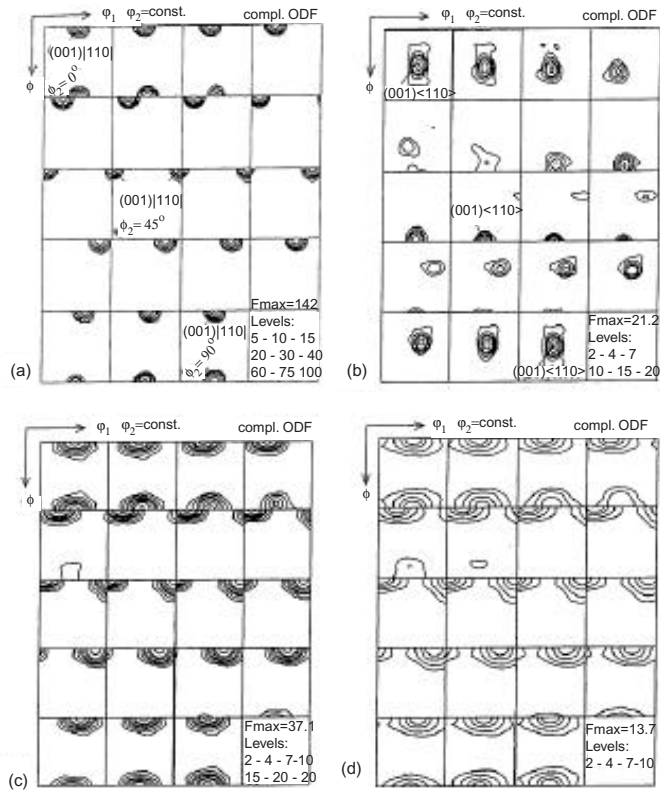 φ₁ φ₂=const. compl. ODF
ϕ
(001)|110|
ϕ₂= 0°
(001)|110|
ϕ₂= 45°
(001)|110|
ϕ₂= 90°
Fmax=142
Levels:
5 - 10 - 15
20 - 30 - 40
60 - 75 100
(a)
φ₁ φ₂=const. compl. ODF
ϕ
(001)<110>
(001)<110>
(001)<110>
Fmax=21.2
Levels:
2 - 4 - 7
10 - 15 - 20
(b)
φ₁ φ₂=const. compl. ODF
ϕ
Fmax=37.1
Levels:
2 - 4 - 7-10
15 - 20 - 20
(c)
φ₁ φ₂=const. compl. ODF
ϕ
Fmax=13.7
Levels:
2 - 4 - 7-10
(d)